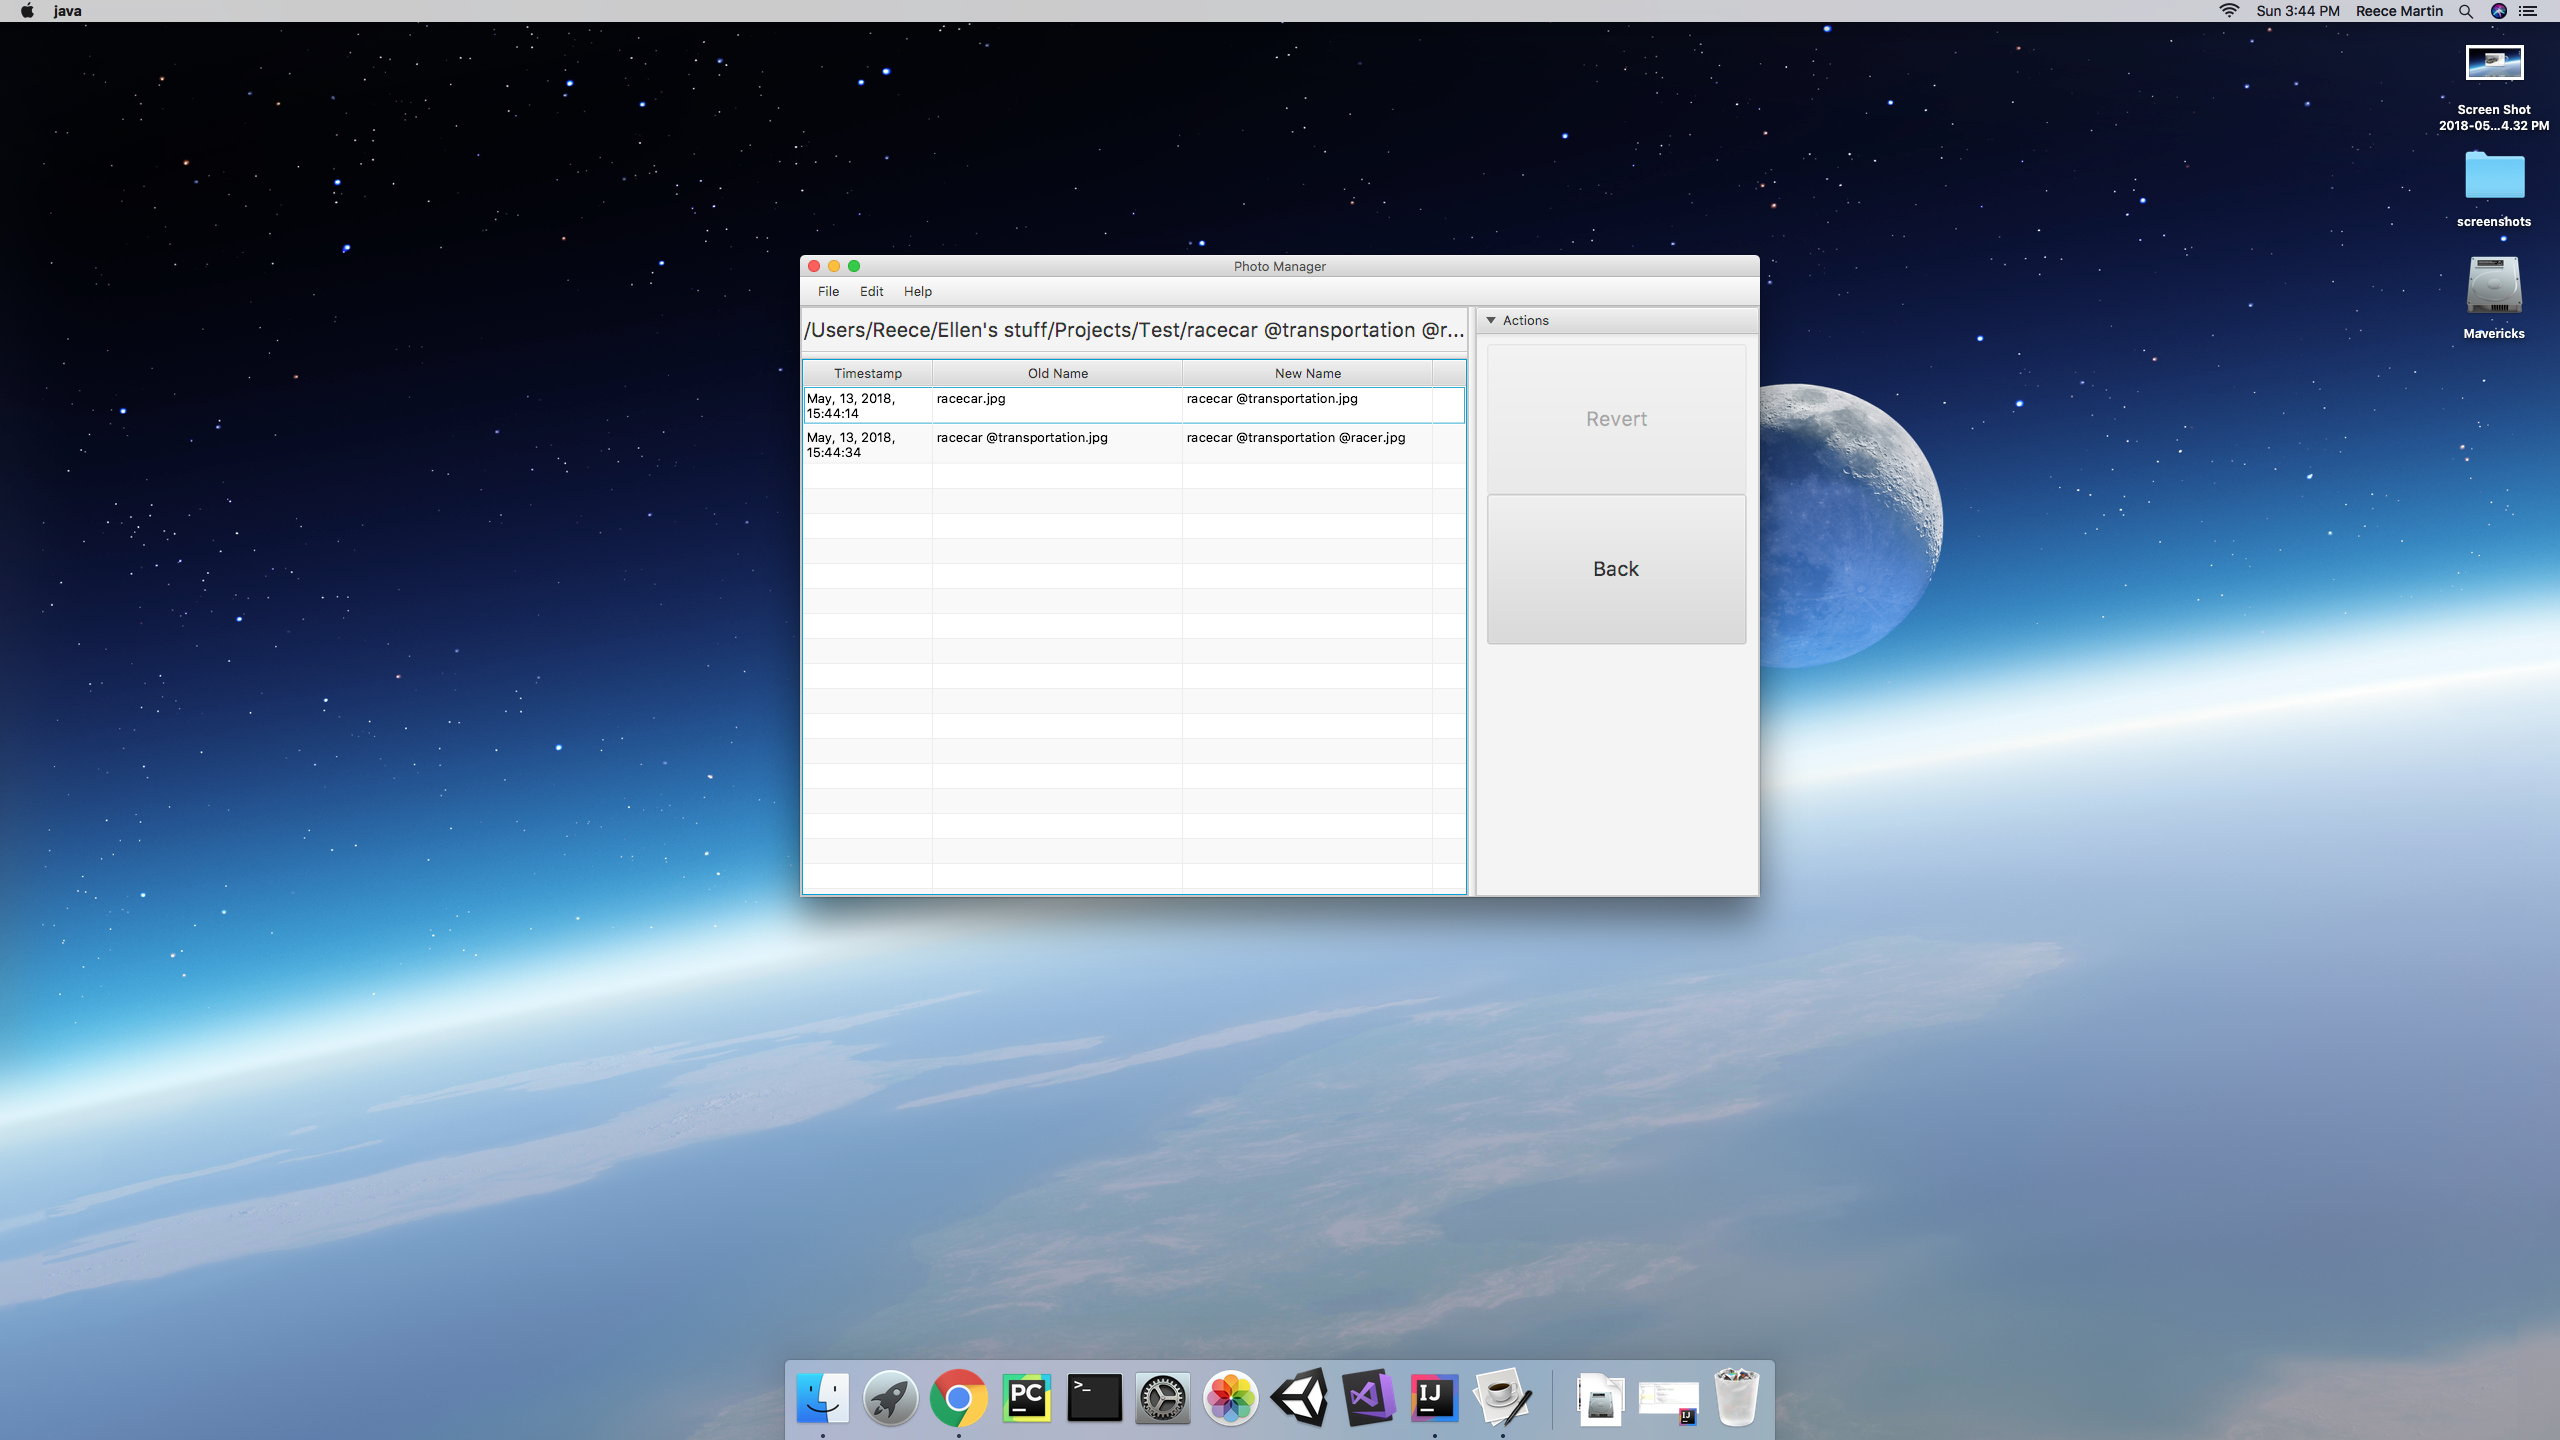 java
Sun 3:44 PM Reece Martin
Screen Shot
2018-05...4.32 PM
screenshots
Mavericks
Photo Manager
File Edit Help
/Users/Reece/Ellen's stuff/Projects/Test/racecar @transportation @r...
Actions
Timestamp Old Name New Name
May, 13, 2018,
15:44:14
racecar.jpg
racecar @transportation.jpg
May, 13, 2018,
15:44:34
racecar @transportation.jpg
racecar @transportation @racer.jpg
Revert
Back
PC
>_
IJ
IJ